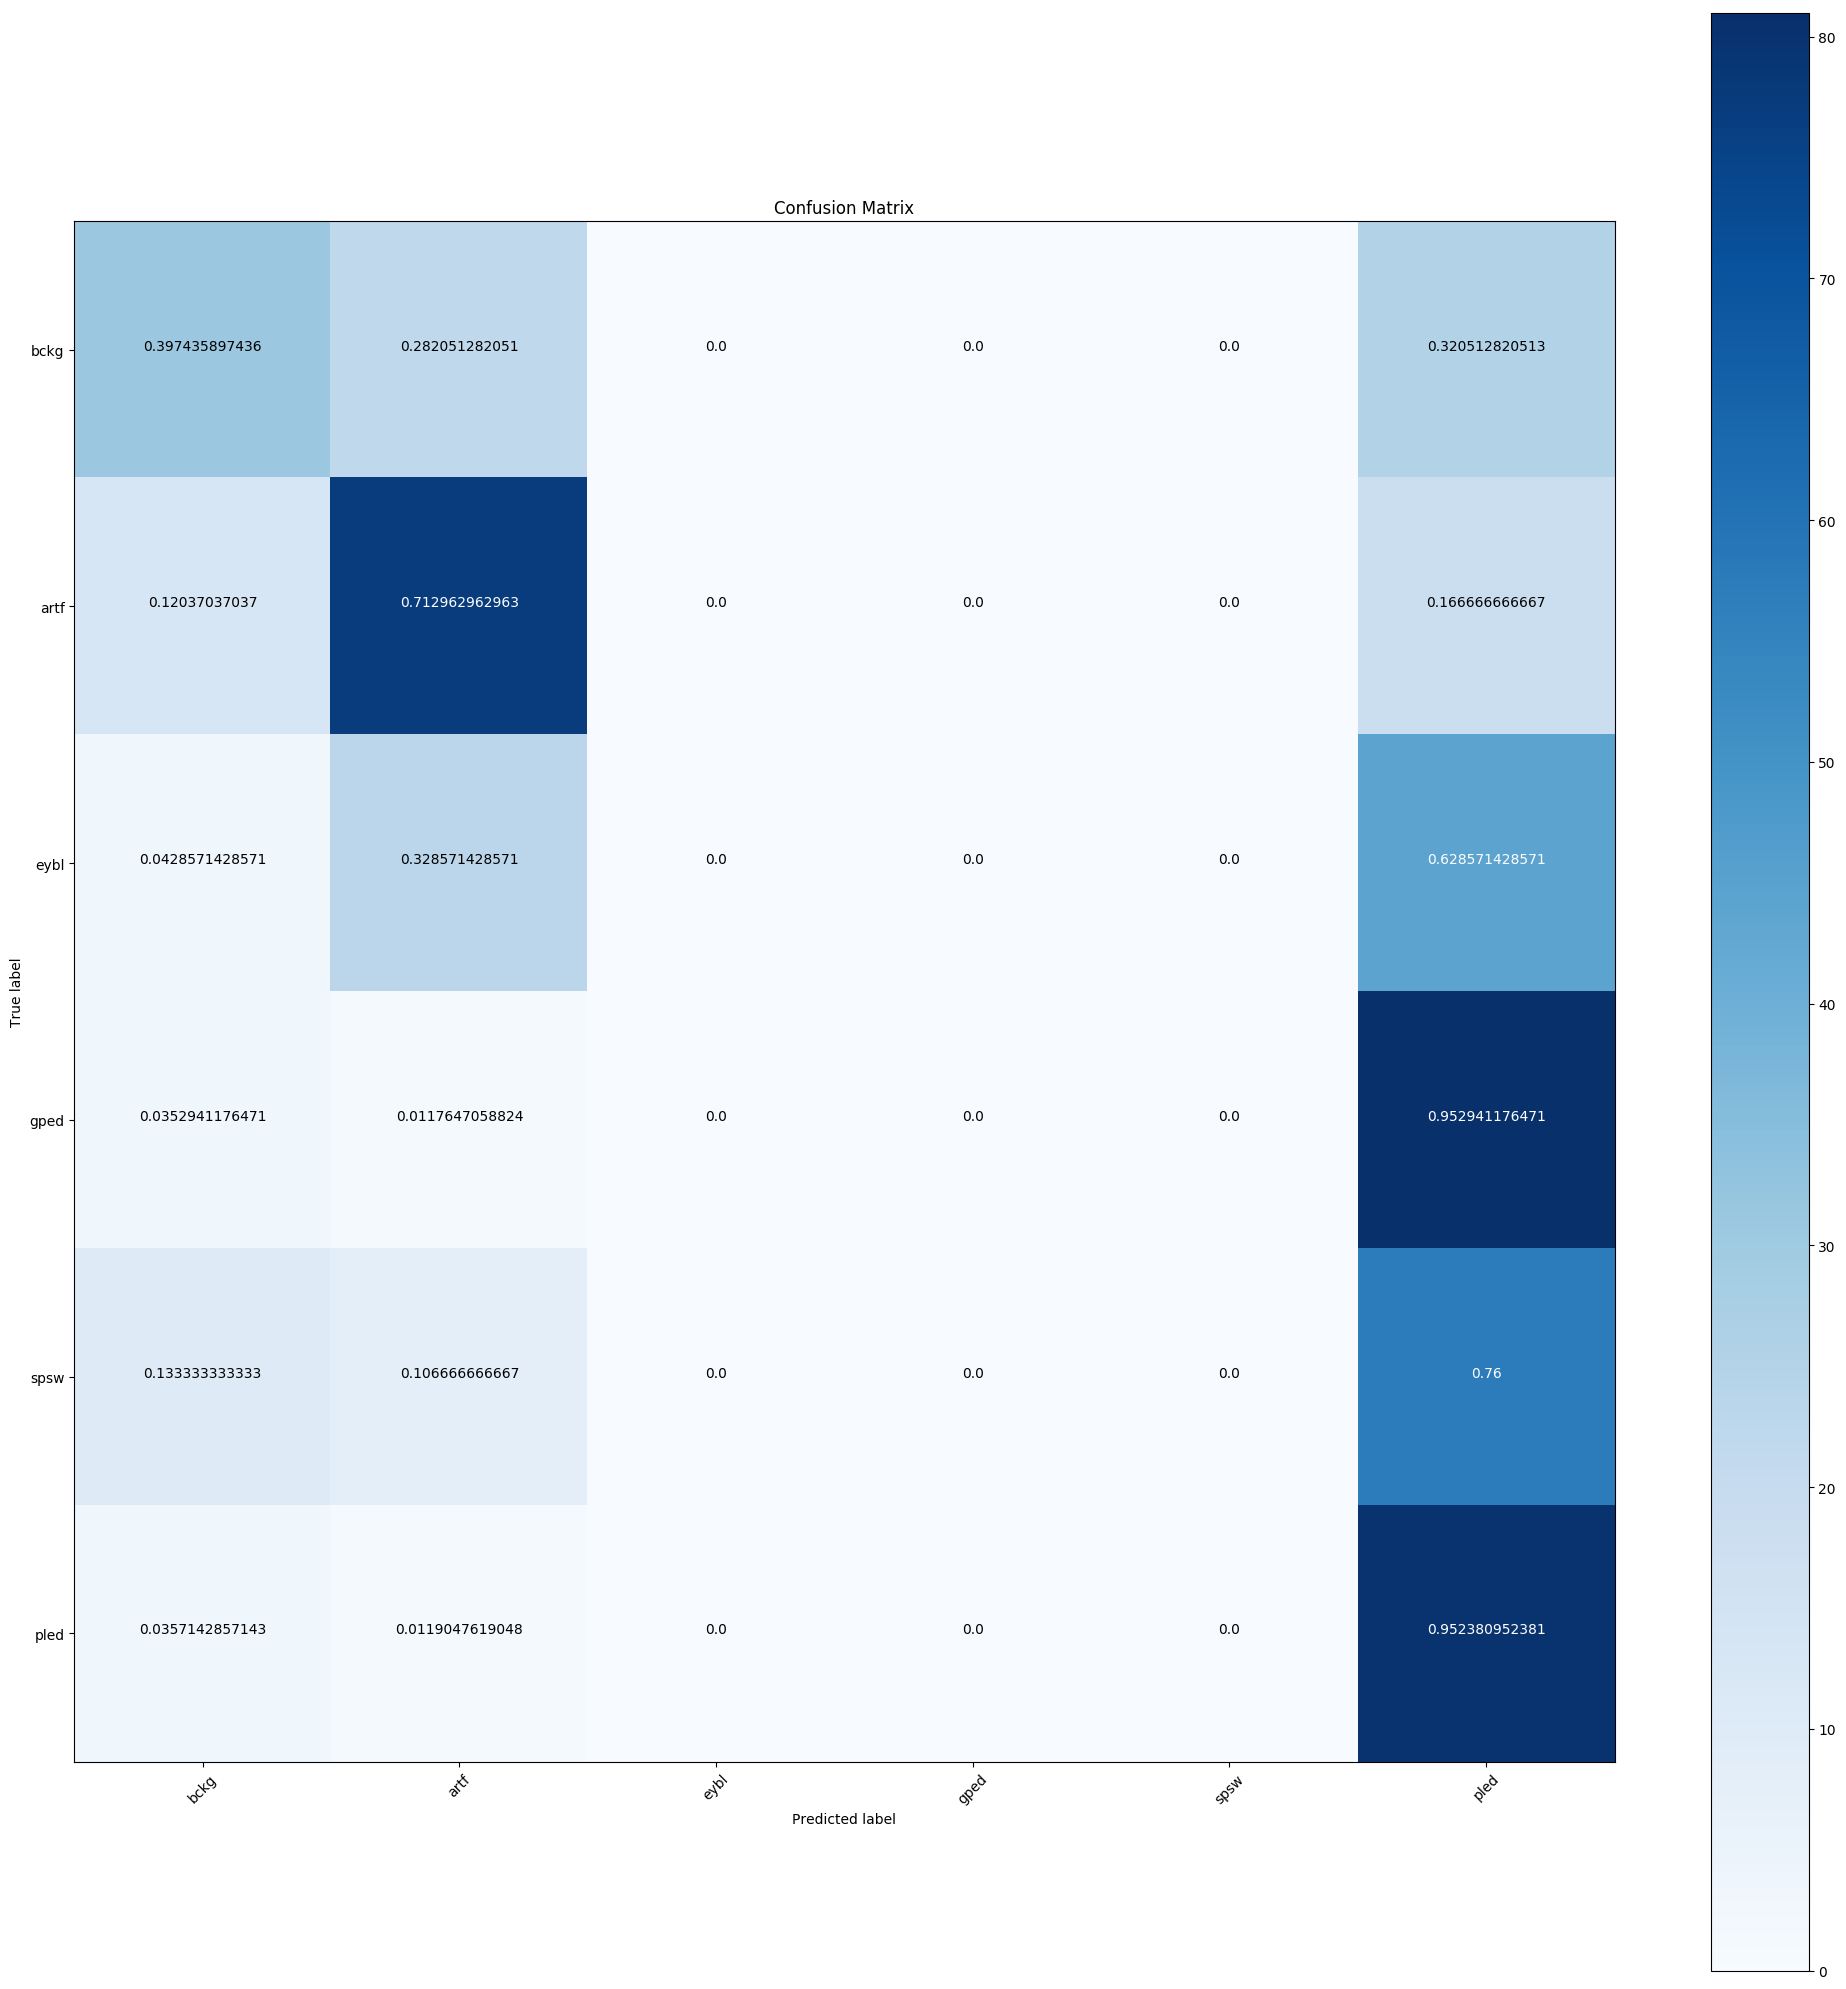 Confusion Matrix
bckg 0.397435897436 0.282051282051 0.0 0.0 0.0 0.320512820513
artf 0.12037037037 0.712962962963 0.0 0.0 0.0 0.166666666667
eybl 0.0428571428571 0.328571428571 0.0 0.0 0.0 0.628571428571
gped 0.0352941176471 0.0117647058824 0.0 0.0 0.0 0.952941176471
spsw 0.133333333333 0.106666666667 0.0 0.0 0.0 0.76
pled 0.0357142857143 0.0119047619048 0.0 0.0 0.0 0.952380952381
True label
bckg artf eybl gped spsw pled
Predicted label
80
70
60
50
40
30
20
10
0